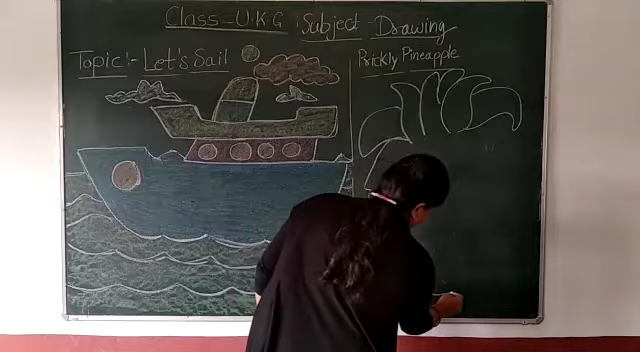 Class - U.K.G Subject - Drawing
Topic:- Let's Sail
Prickly Pineapple